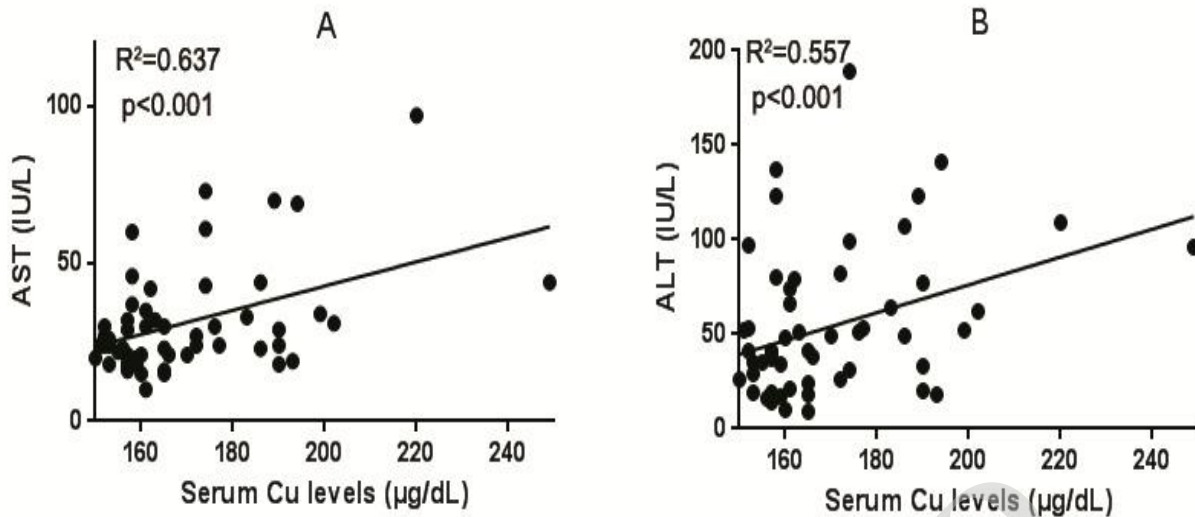 A
R²=0.637
p<0.001
100
50
0
AST (IU/L)
160 180 200 220 240
Serum Cu levels (µg/dL)
B
R²=0.557
p<0.001
200
150
100
50
0
ALT (IU/L)
160 180 200 220 240
Serum Cu levels (µg/dL)